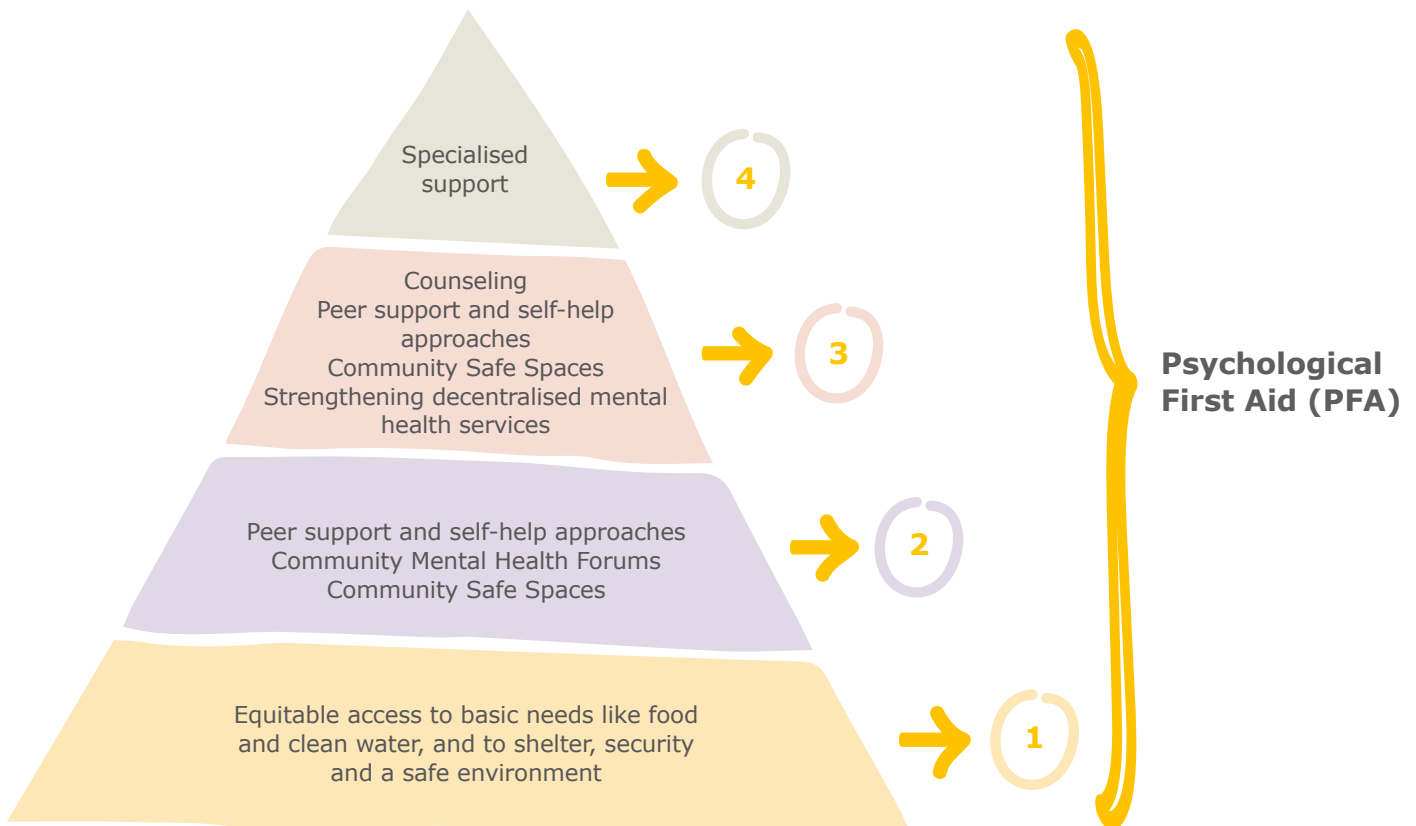 Specialised
support
4
Counseling
Peer support and self-help
approaches
Community Safe Spaces
Strengthening decentralised mental
health services
3
Psychological
First Aid (PFA)
Peer support and self-help approaches
Community Mental Health Forums
Community Safe Spaces
2
Equitable access to basic needs like food
and clean water, and to shelter, security
and a safe environment
1